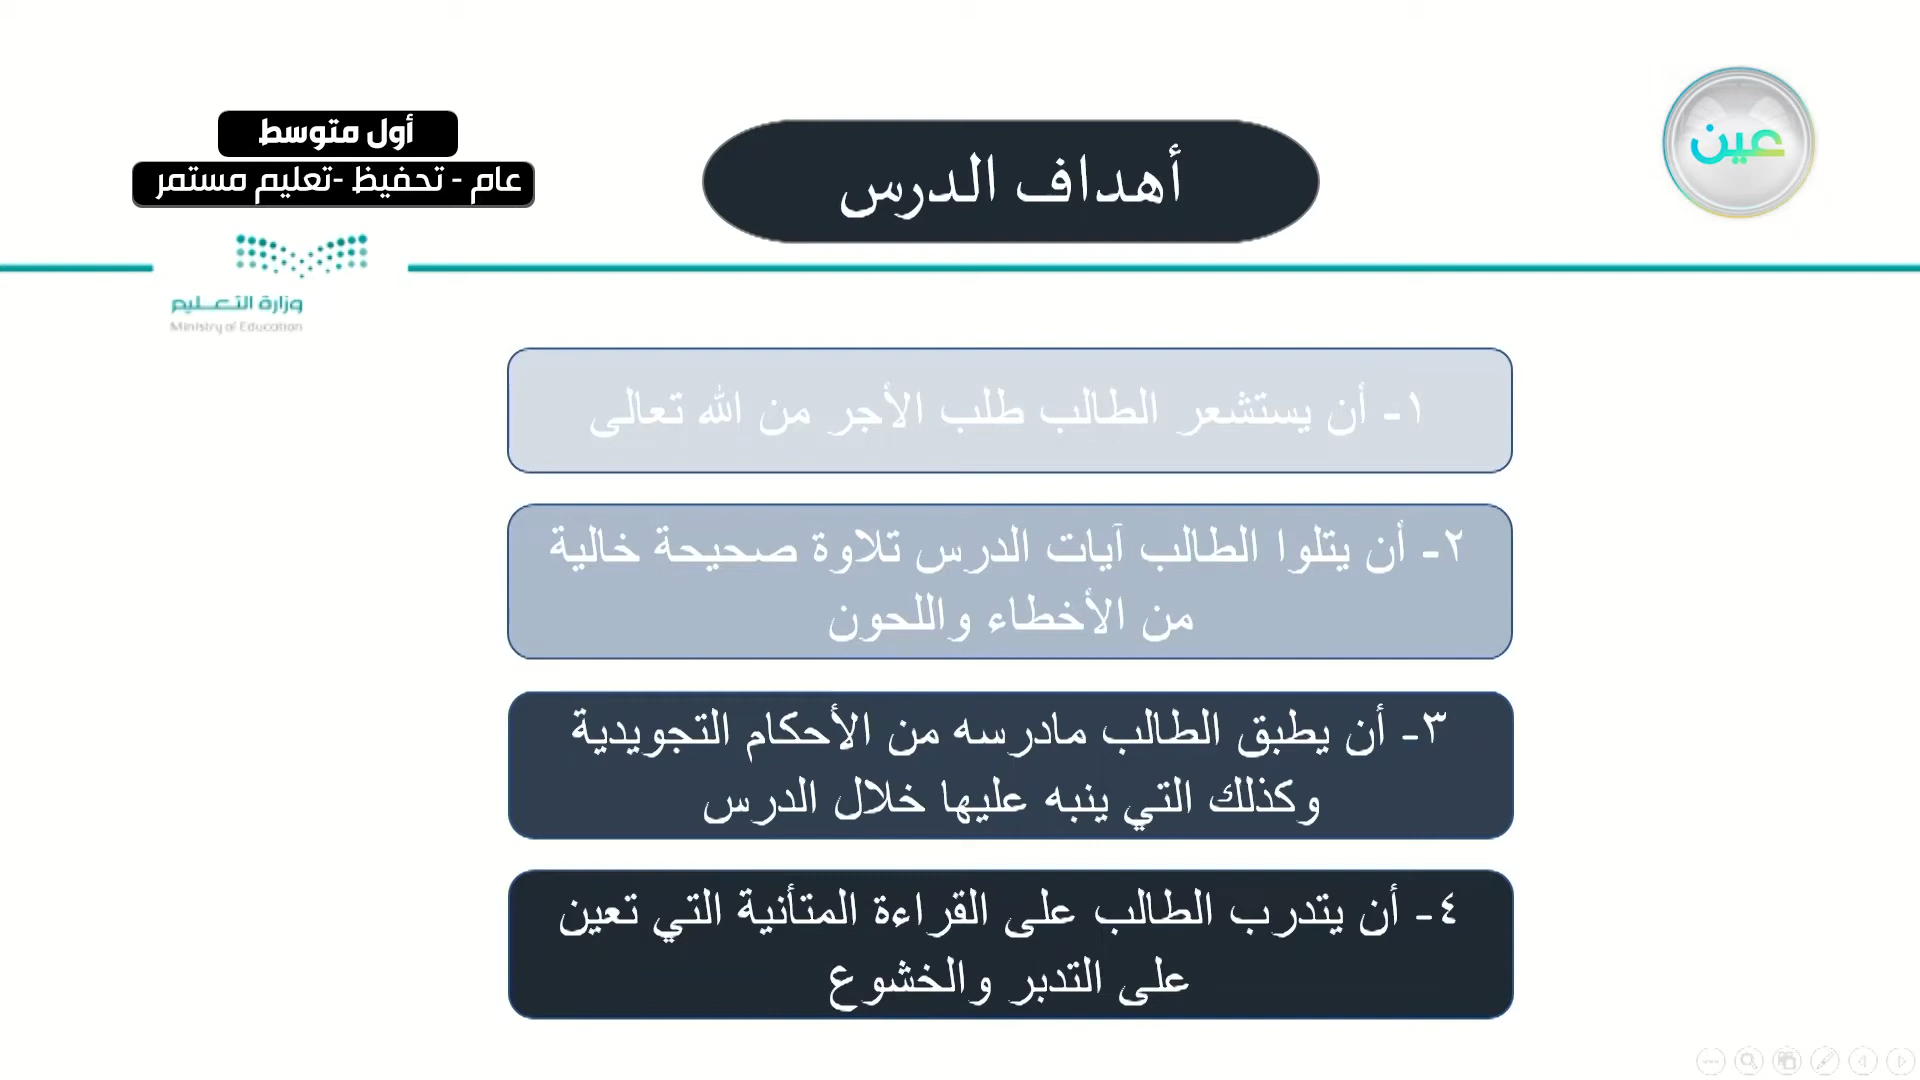 عين
أهداف الدرس
أول متوسط
عام - تحفيظ -تعليم مستمر
وزارة التعـــليم
Ministry of Education
١- أن يستشعر الطالب طلب الأجر من الله تعالى
٢- أن يتلوا الطالب آيات الدرس تلاوة صحيحة خالية
من الأخطاء واللحون
٣- أن يطبق الطالب مادرسه من الأحكام التجويدية
وكذلك التي ينبه عليها خلال الدرس
٤- أن يتدرب الطالب على القراءة المتأنية التي تعين
على التدبر والخشوع